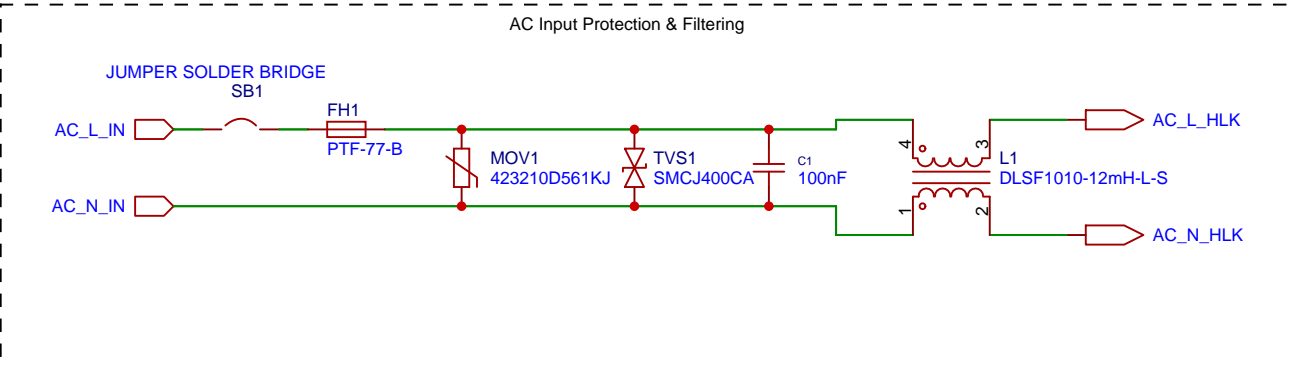 AC Input Protection & Filtering
JUMPER SOLDER BRIDGE
SB1
FH1
AC_L_IN
PTF-77-B
AC_L_HLK
4
3
MOV1
TVS1
C1
L1
423210D561KJ
SMCJ400CA
100nF
DLSF1010-12mH-L-S
AC_N_IN
1
2
AC_N_HLK